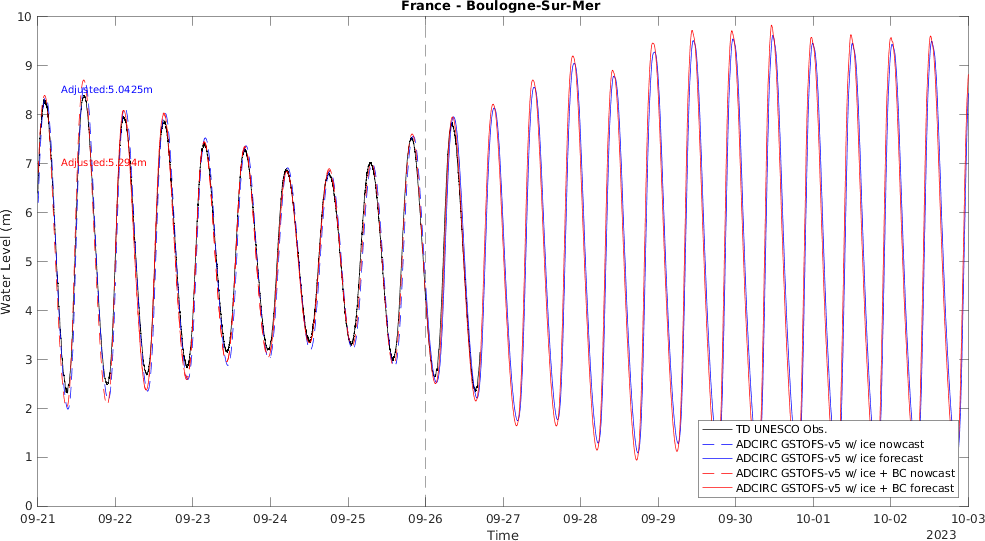 France - Boulogne-Sur-Mer
10
9
8
7
6
5
4
3
2
1
0
Water Level (m)
Adjusted:5.0425m
Adjusted:5.294m
TD UNESCO Obs.
ADCIRC GSTOFS-v5 w/ ice nowcast
ADCIRC GSTOFS-v5 w/ ice forecast
ADCIRC GSTOFS-v5 w/ ice + BC nowcast
ADCIRC GSTOFS-v5 w/ ice + BC forecast
09-21 09-22 09-23 09-24 09-25 09-26 09-27 09-28 09-29 09-30 10-01 10-02 10-03
Time
2023